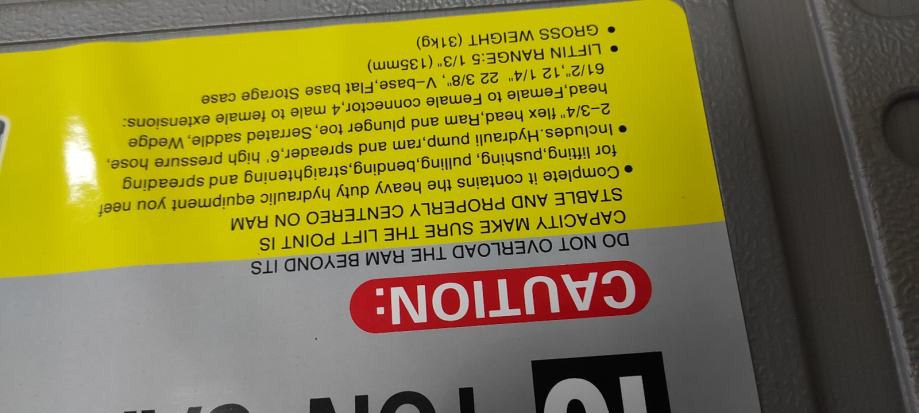 10 TON
CAUTION:
DO NOT OVERLOAD THE RAM BEYOND ITS
CAPACITY MAKE SURE THE LIFT POINT IS
STABLE AND PROPERLY CENTEREO ON RAM
• Complete it contains the heavy duty hydraulic equipment you neef
for lifting,pushing, pulling,bending,straightening and spreading
• Includes.Hydrauli pump,ram and spreader,6' high pressure hose,
2-3/4" flex head,Ram and plunger toe,Serrated saddle, Wedge
head,Female to Female connector,4 male to female extensions:
61/2",12 1/4" 22 3/8", V-base,Flat base Storage case
• LIFTIN RANGE:5 1/3" (135mm)
• GROSS WEIGHT (31kg)